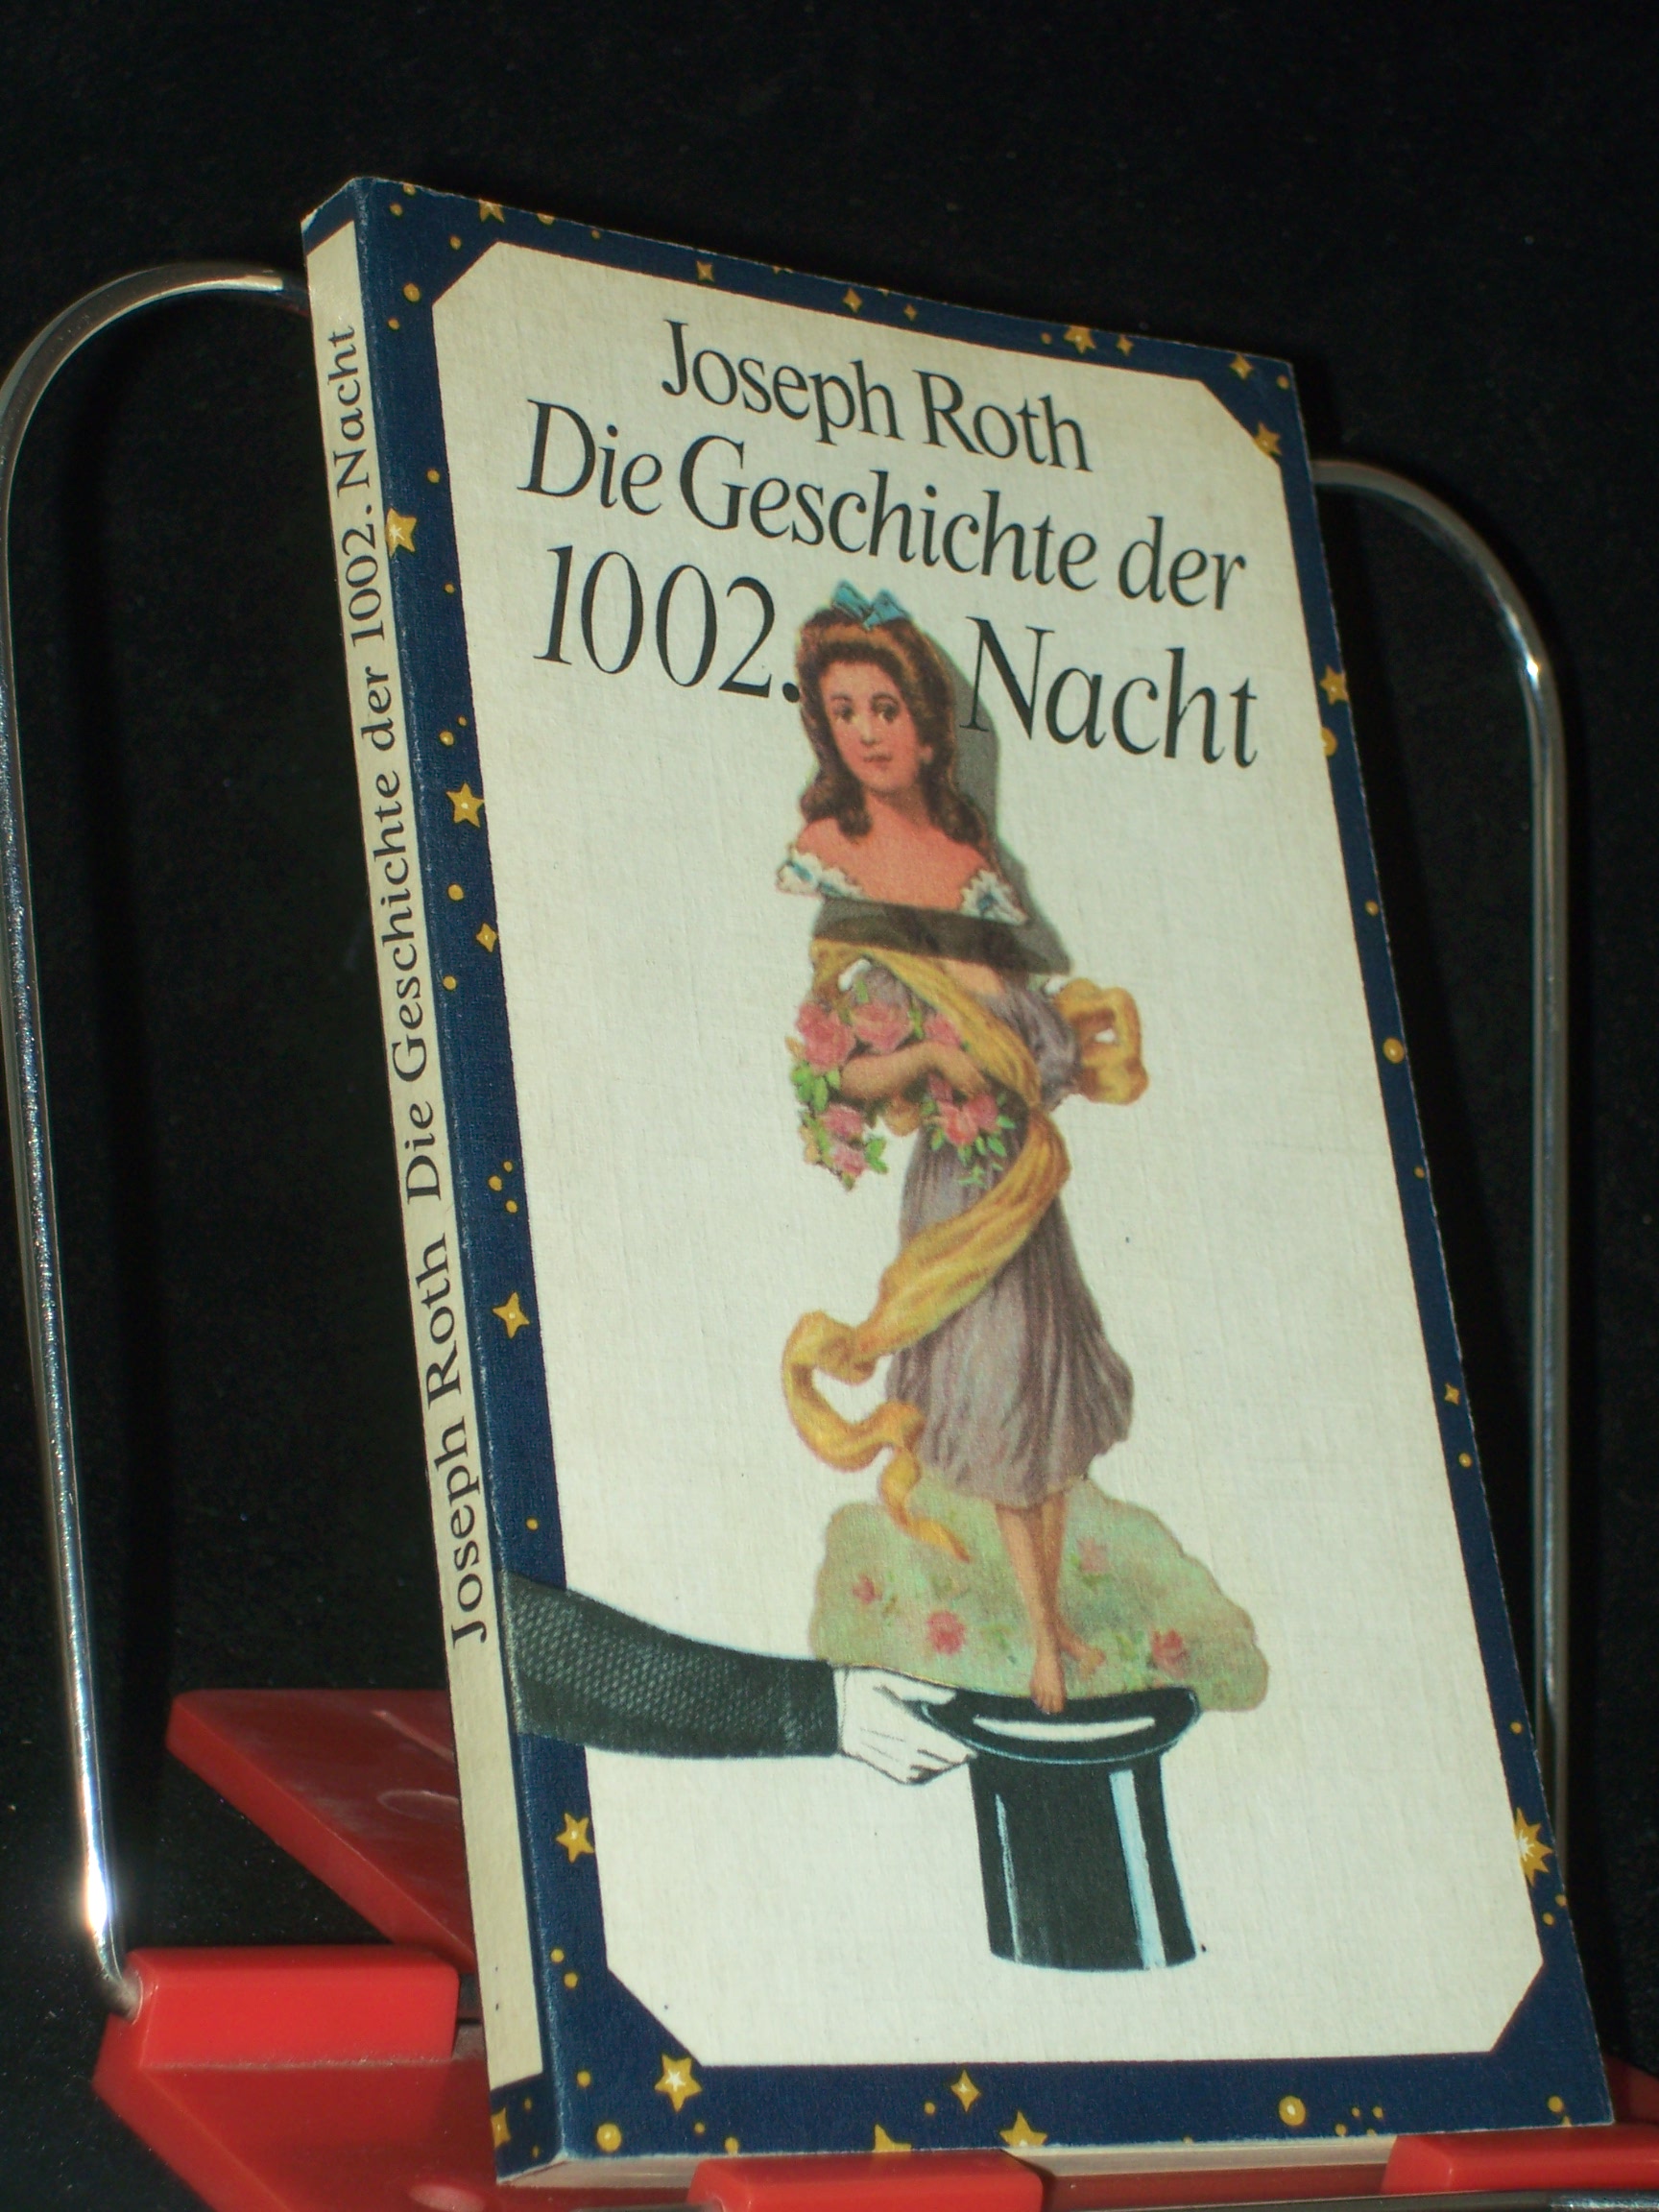 Joseph Roth
Die Geschichte der
1002. Nacht
Joseph Roth Die Geschichte der 1002. Nacht